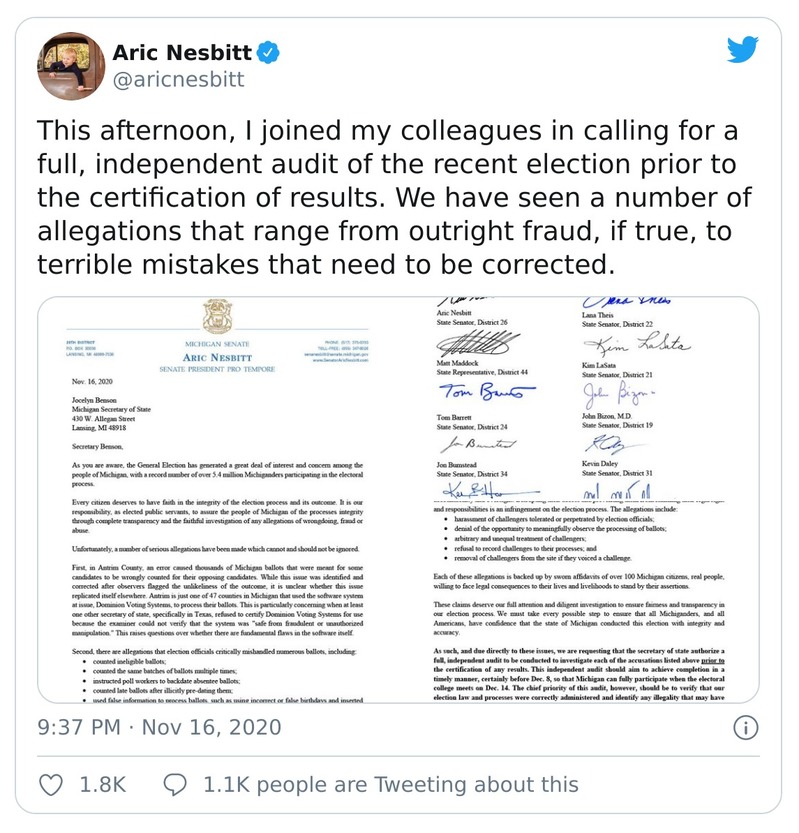 Aric Nesbitt
@aricnesbitt
This afternoon, I joined my colleagues in calling for a
full, independent audit of the recent election prior to
the certification of results. We have seen a number of
allegations that range from outright fraud, if true, to
terrible mistakes that need to be corrected.
MICHIGAN SENATE
ARIC NESBITT
SENATE PRESIDENT PRO TEMPORE
26TH DISTRICT
P.O. BOX 30036
LANSING, MI 48909-7536
Nov. 16, 2020
Jocelyn Benson
Michigan Secretary of State
430 W. Allegan Street
Lansing, MI 48918
Secretary Benson,
As you are aware, the General Election has generated a great deal of interest and concern among the
people of Michigan, with a record number of over 5.4 million Michiganders participating in the electoral
process.
Every citizen deserves to have faith in the integrity of the election process and its outcome. It is our
responsibility, as elected public servants, to assure the people of Michigan of the processes integrity
through complete transparency and the faithful investigation of any allegations of wrongdoing, fraud or
abuse.
Unfortunately, a number of serious allegations have been made which cannot and should not be ignored.
First, in Antrim County, an error caused thousands of Michigan ballots that were meant for some
candidates to be wrongly counted for their opposing candidates. While this issue was identified and
corrected after observers flagged the unlikeness of the outcome, it is unclear whether this issue
replicated itself elsewhere. Antrim is just one of 47 counties in Michigan that used the software system
at issue, Dominion Voting Systems, to process their ballots. This is particularly concerning when at least
one other secretary of state, specifically in Texas, refused to certify Dominion Voting Systems for use
because the examiner could not verify that the system was "safe from fraudulent or unauthorized
manipulation." This raises questions over whether there are fundamental flaws in the software itself.
Second, there are allegations that election officials critically mishandled numerous ballots, including:
• counted ineligible ballots;
• counted the same batches of ballots multiple times;
• instructed poll workers to backdate absentee ballots;
• counted late ballots after illicitly pre-dating them;
• used false information to process ballots, such as using incorrect or false birthdays and inserted
Aric Nesbitt
State Senator, District 26
Lana Theis
State Senator, District 22
Kim LaSata
Matt Maddock
State Representative, District 44
Kim LaSata
State Senator, District 21
Tom Barrett
State Senator, District 24
John Bizon, M.D.
State Senator, District 19
Jon Bumstead
State Senator, District 34
Kevin Daley
State Senator, District 31
and responsibilities is an infringement on the election process. The allegations include:
• harassment of challengers tolerated or perpetrated by election officials;
• denial of the opportunity to meaningfully observe the processing of ballots;
• arbitrary and unequal treatment of challengers;
• refusal to record challenges to their processes; and
• removal of challengers from the site if they voiced a challenge.
Each of these allegations is backed up by sworn affidavits of over 100 Michigan citizens, real people,
willing to face legal consequences to their lives and livelihoods to stand by their assertions.
These claims deserve our full attention and diligent investigation to ensure fairness and transparency in
our election process. We must take every possible step to ensure that all Michiganders, and all
Americans, have confidence that the state of Michigan conducted this election with integrity and
accuracy.
As such, and due directly to these issues, we are requesting that the secretary of state authorize a
full, independent audit to be conducted to investigate each of the accusations listed above prior to
the certification of results. This independent audit should aim to achieve completion in a
timely manner, certainly before Dec. 8, so that Michigan can fully participate when the electoral
college meets on Dec. 14. The chief priority of this audit, however, should be to verify that our
election law and processes were correctly administered and identify any illegality that may have
9:37 PM · Nov 16, 2020
1.8K
1.1K people are Tweeting about this